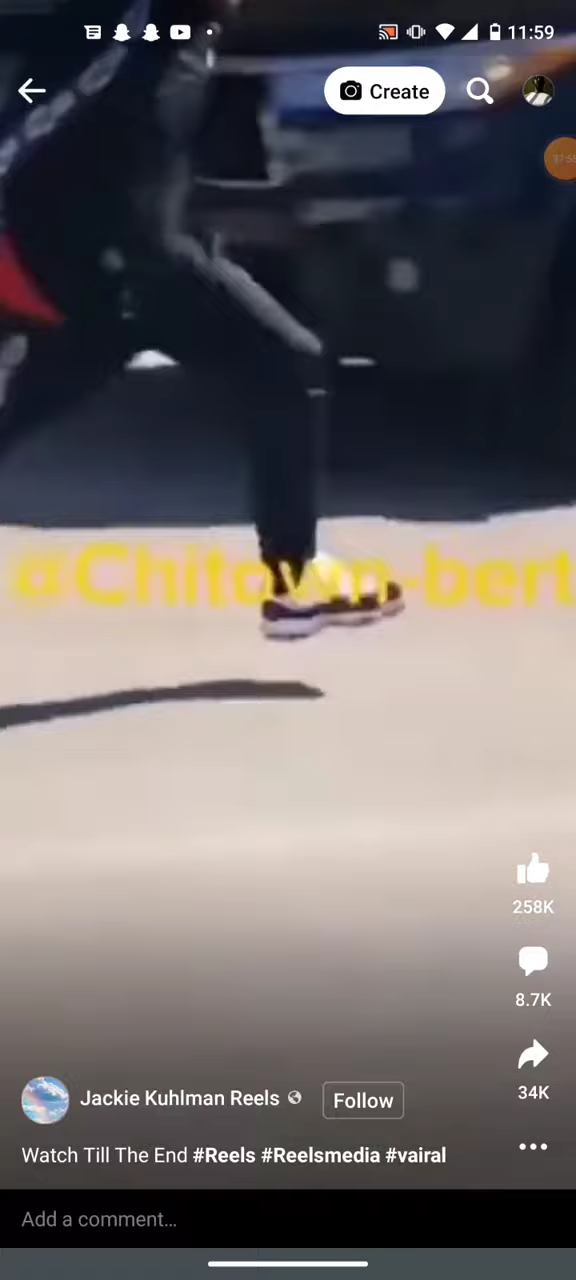 11:59
Create
@Chitown-bert
258K
8.7K
34K
Jackie Kuhlman Reels
Follow
Watch Till The End #Reels #Reelsmedia #vairal
Add a comment...